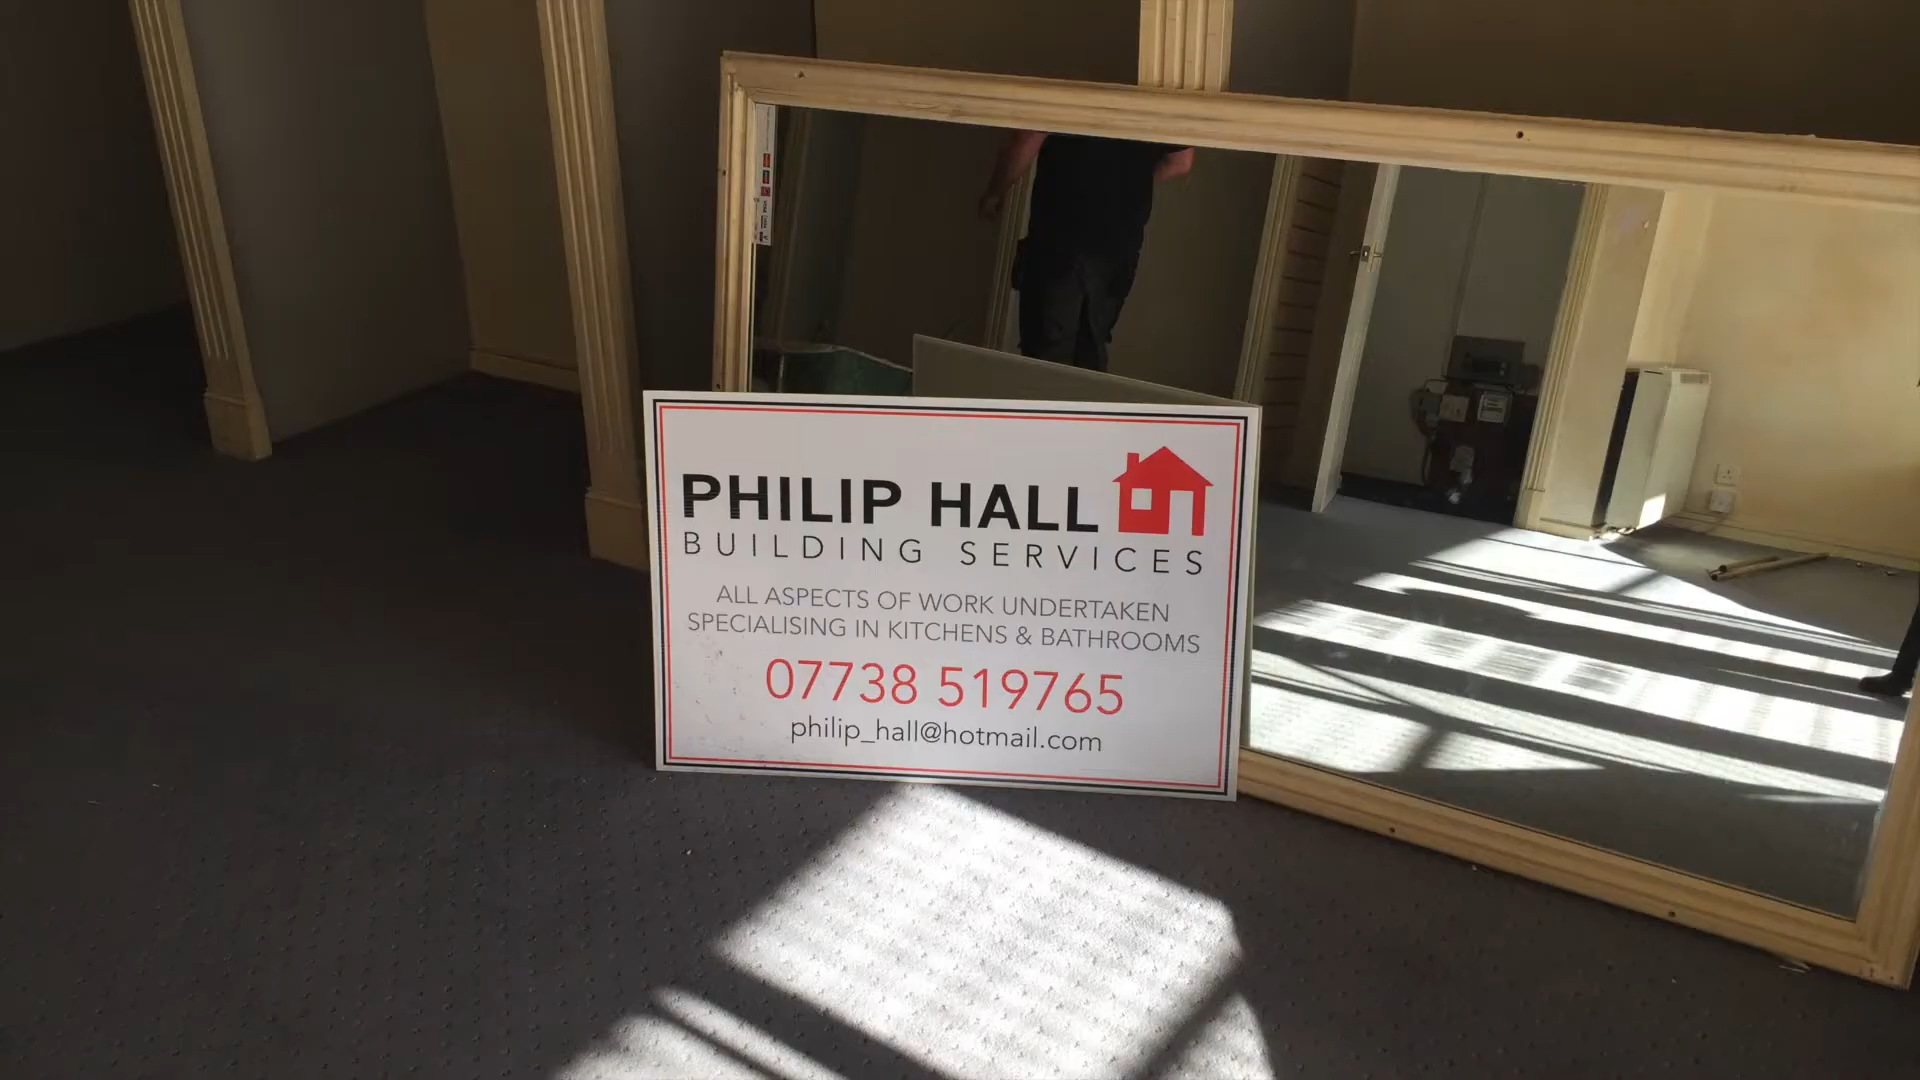 PHILIP HALL
BUILDING SERVICES
ALL ASPECTS OF WORK UNDERTAKEN
SPECIALISING IN KITCHENS & BATHROOMS
07738 519765
philip_hall@hotmail.com